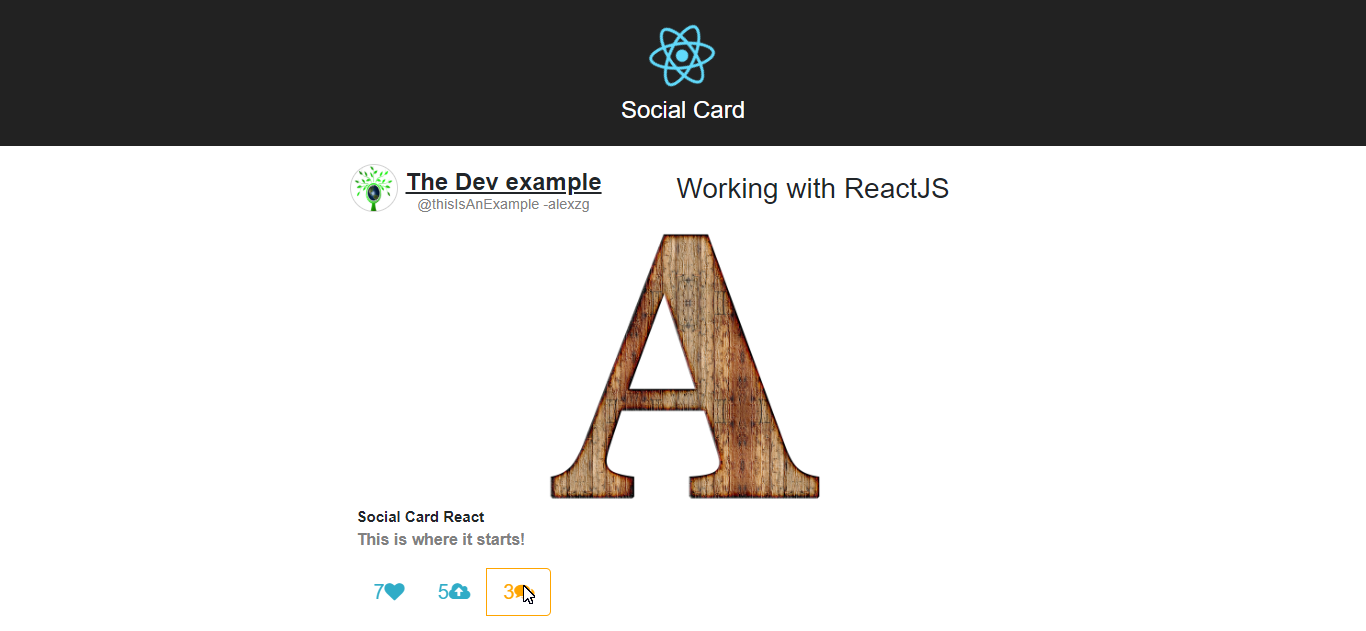 Social Card
The Dev example
@thisIsAnExample -alexzg
Working with ReactJS
A
Social Card React
This is where it starts!
7 5 3